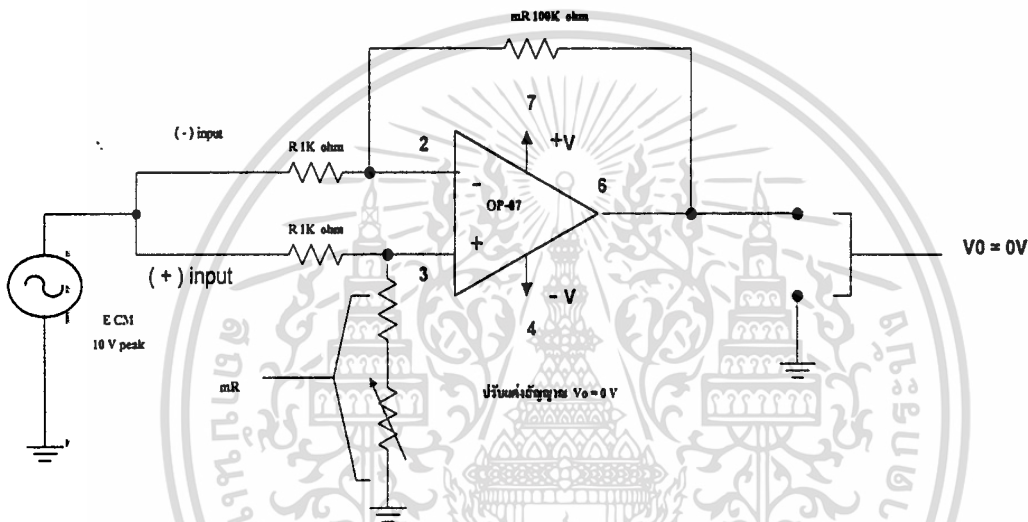 mR 100K ohm
7
+V
( - ) input
R 1K ohm
2
-
6
OP-07
R 1K ohm
+
( + ) input
3
- V
4
V0 = 0V
E CM
10 V peak
mR
ปรับแต่งสัญญาณ Vo = 0 V